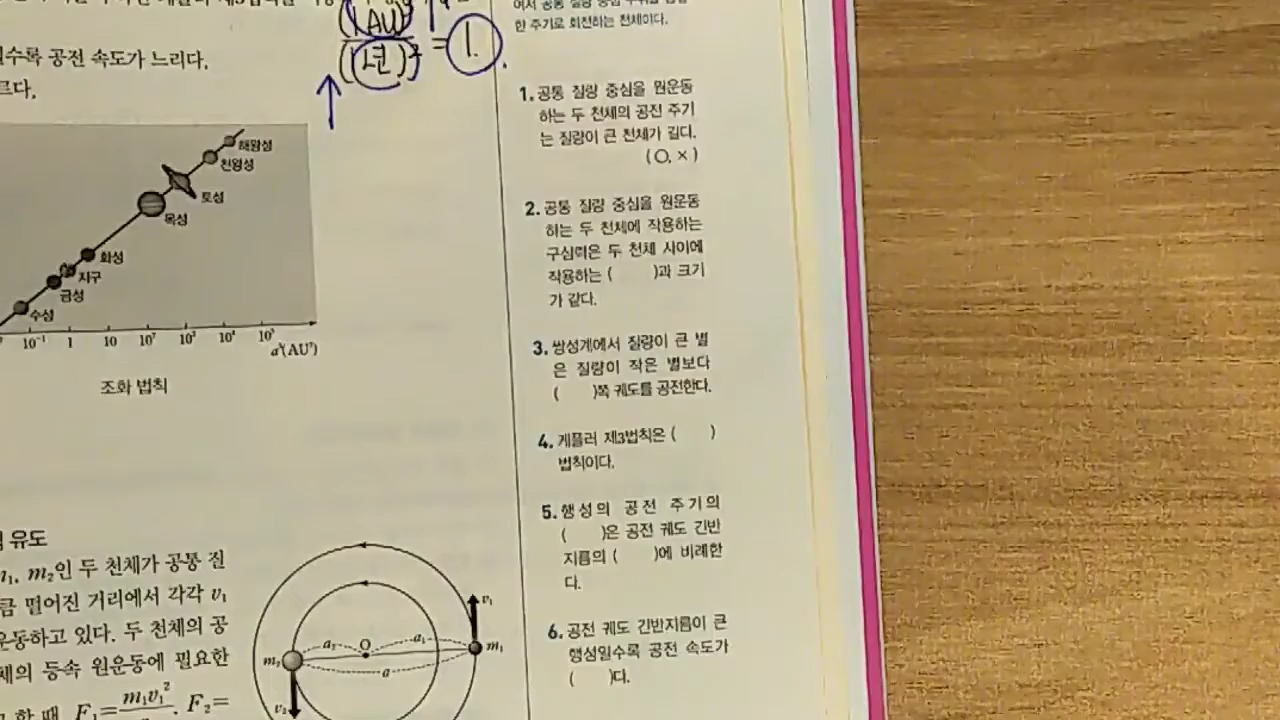 (1AU)³
(1년)² = 1.
일수록 공전 속도가 느리다.
르다.
해왕성
천왕성
토성
목성
화성
지구
금성
수성
10⁻¹ 1 10 10² 10³ 10⁴ 10⁵
a³(AU³)
조화 법칙
유도
m₁, m₂인 두 천체가 공통 질
큼 떨어진 거리에서 각각 v₁
운동하고 있다. 두 천체의 공
체의 등속 원운동에 필요한
할 때 F₁=m₁v₁², F₂=
v₁
a₂ O a₁ m₁
m₂
a
v₂
한 주기로 회전하는 천체이다.
1. 공통 질량 중심을 원운동
하는 두 천체의 공전 주기
는 질량이 큰 천체가 길다.
(O, ×)
2. 공통 질량 중심을 원운동
하는 두 천체에 작용하는
구심력은 두 천체 사이에
작용하는 ( )과 크기
가 같다.
3. 쌍성계에서 질량이 큰 별
은 질량이 작은 별보다
( )쪽 궤도를 공전한다.
4. 케플러 제3법칙은 ( )
법칙이다.
5. 행성의 공전 주기의
( )은 공전 궤도 긴반
지름의 ( )에 비례한
다.
6. 공전 궤도 긴반지름이 큰
행성일수록 공전 속도가
( )다.